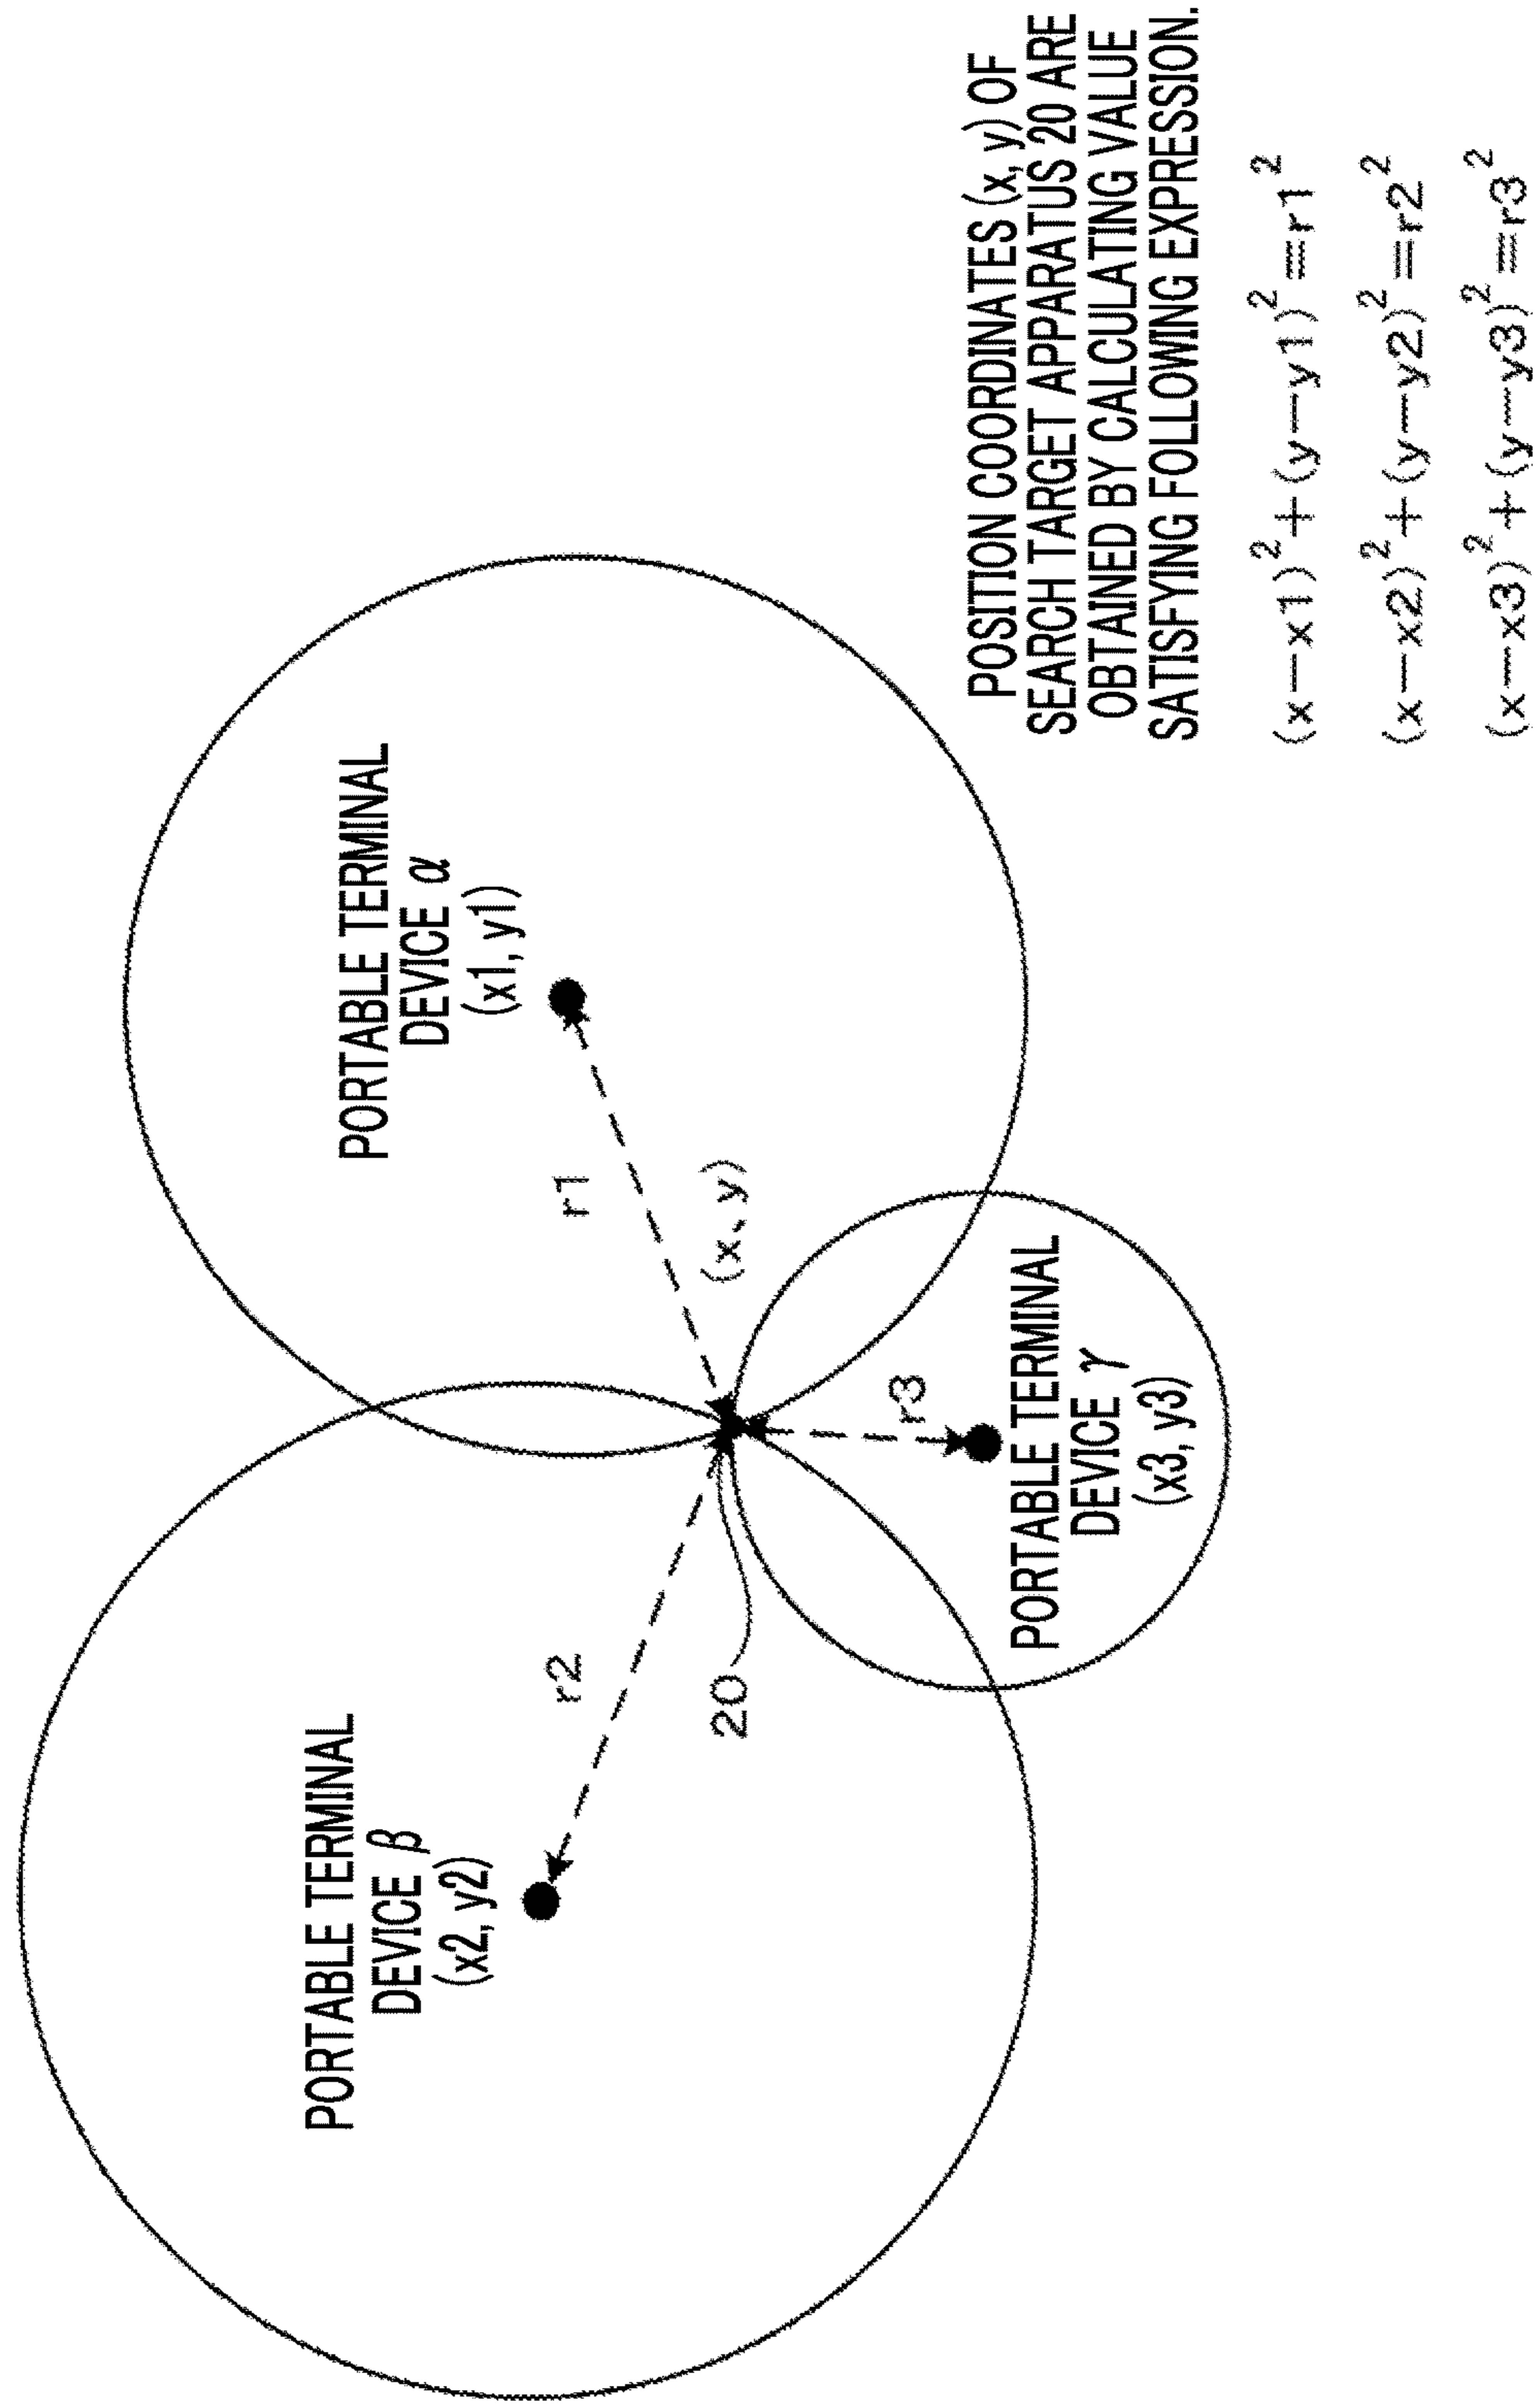 PORTABLE TERMINAL
DEVICE β
(x2, y2)
PORTABLE TERMINAL
DEVICE α
(x1, y1)
r2
r1
20
(x、y)
r3
PORTABLE TERMINAL
DEVICE γ
(x3, y3)
POSITION COORDINATES (x, y) OF
SEARCH TARGET APPARATUS 20 ARE
OBTAINED BY CALCULATING VALUE
SATISFYING FOLLOWING EXPRESSION.
(x−x1)²+(y−y1)²=r1²
(x−x2)²+(y−y2)²=r2²
(x−x3)²+(y−y3)²=r3²